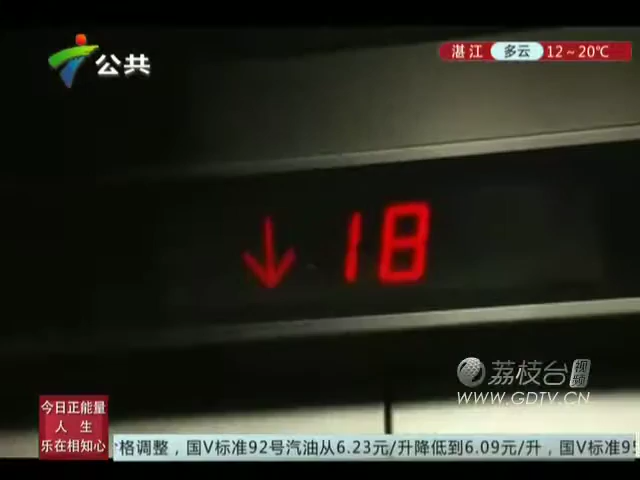 公共
湛江 多云 12~20℃
↓ 18
荔枝台 视频
WWW.GDTV.CN
今日正能量
人生
乐在相知心
格调整，国V标准92号汽油从6.23元/升降低到6.09元/升，国V标准95